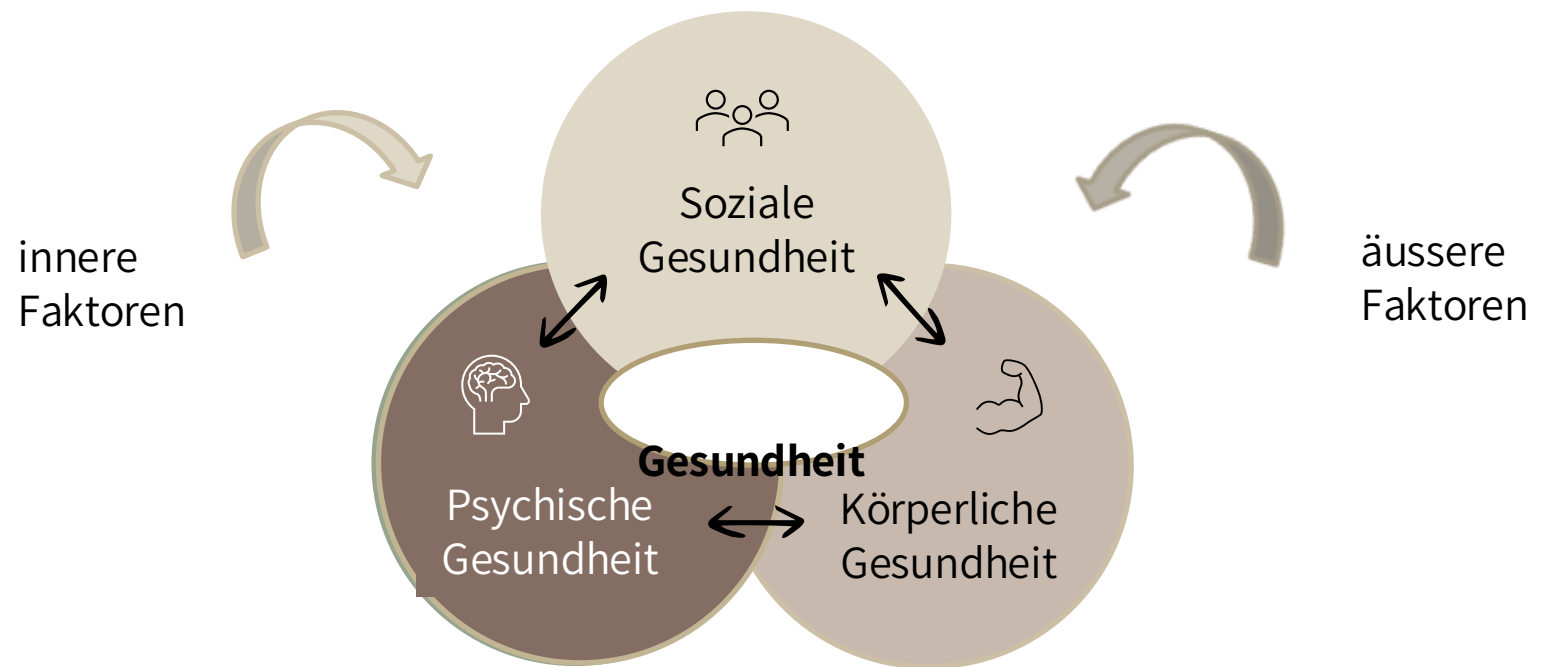 Soziale
Gesundheit
innere
Faktoren
äussere
Faktoren
Gesundheit
Psychische
Gesundheit
Körperliche
Gesundheit